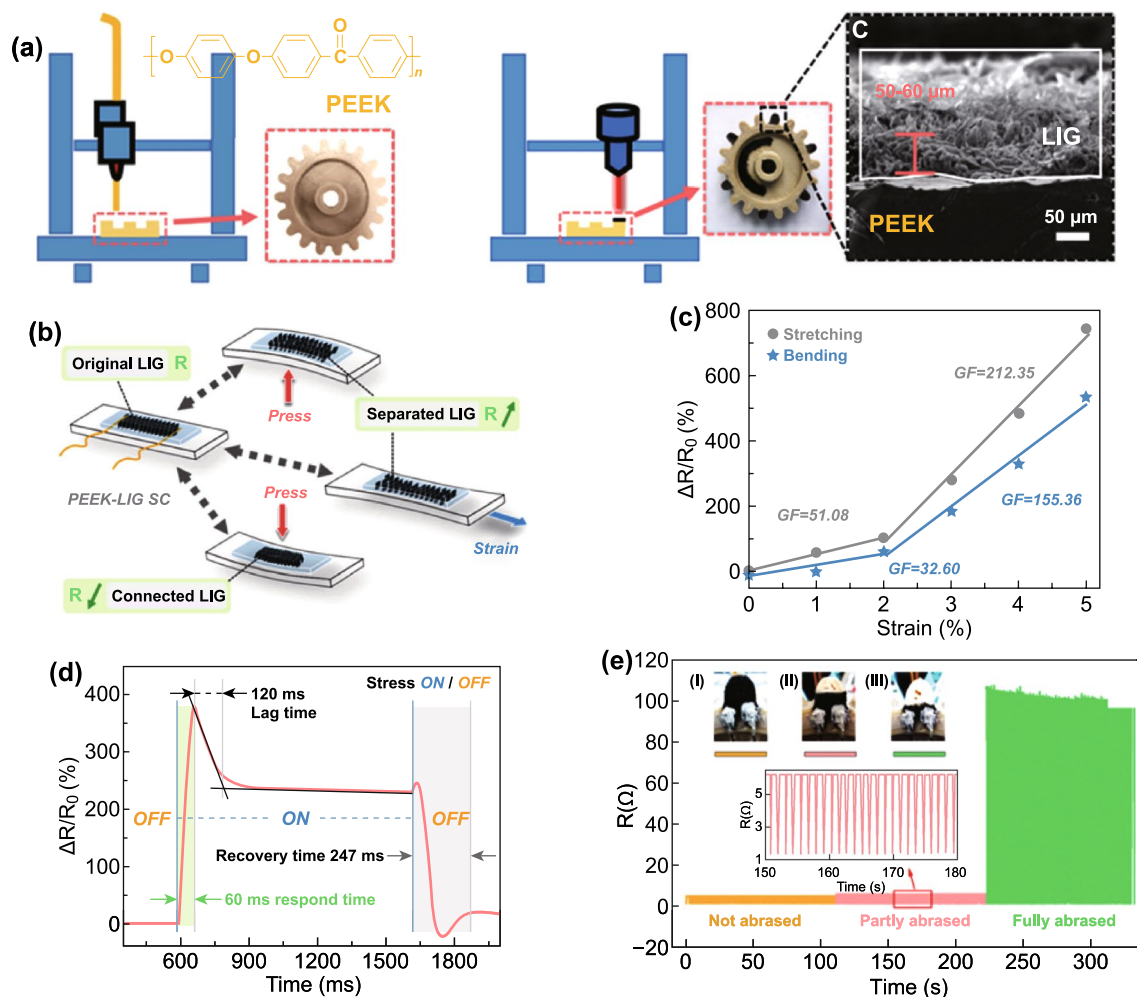 (a)
O
O
O
C
n
PEEK
C
50-60 μm
LIG
PEEK
50 μm
(b)
Original LIG R
Press
Separated LIG R
PEEK-LIG SC
Press
Strain
R Connected LIG
(c)
800
600
400
200
0
ΔR/R0 (%)
Stretching
Bending
GF=212.35
GF=51.08
GF=155.36
GF=32.60
0 1 2 3 4 5
Strain (%)
(d)
400
300
200
100
0
ΔR/R0 (%)
120 ms
Lag time
Stress ON / OFF
OFF
ON
OFF
Recovery time 247 ms
60 ms respond time
600 900 1200 1500 1800
Time (ms)
(e)
120
100
80
60
40
20
0
−20
R(Ω)
(I)
(II)
(III)
5
3
1
R(Ω)
150 160 170 180
Time (s)
Not abrased
Partly abrased
Fully abrased
0 50 100 150 200 250 300
Time (s)